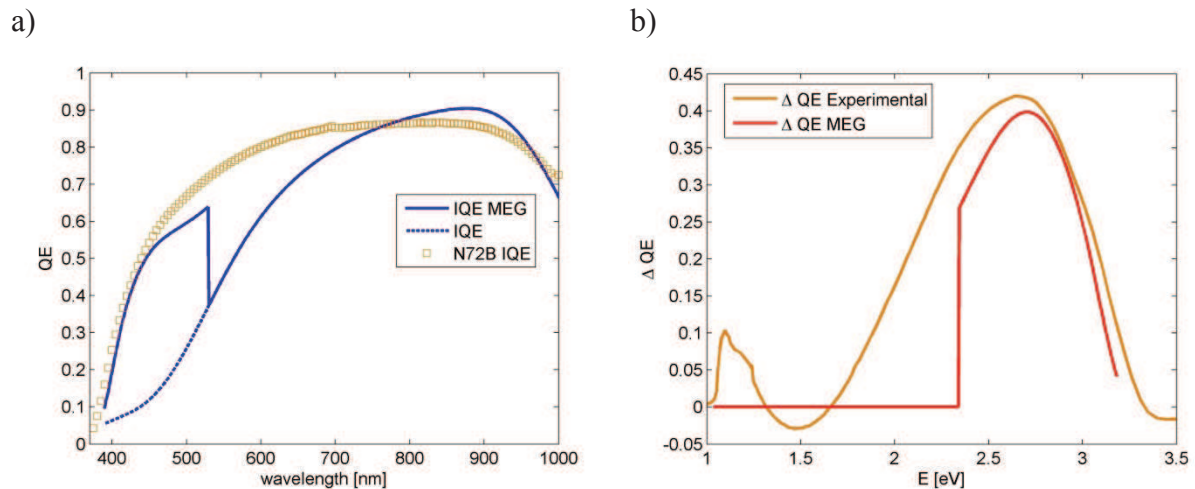 a)
b)
1
0.9
0.8
0.7
0.6
0.5
0.4
0.3
0.2
0.1
0
QE
IQE MEG
IQE
N72B IQE
400 500 600 700 800 900 1000
wavelength [nm]
0.45
0.4
0.35
0.3
0.25
0.2
0.15
0.1
0.05
0
-0.05
Δ QE
Δ QE Experimental
Δ QE MEG
1 1.5 2 2.5 3 3.5
E [eV]